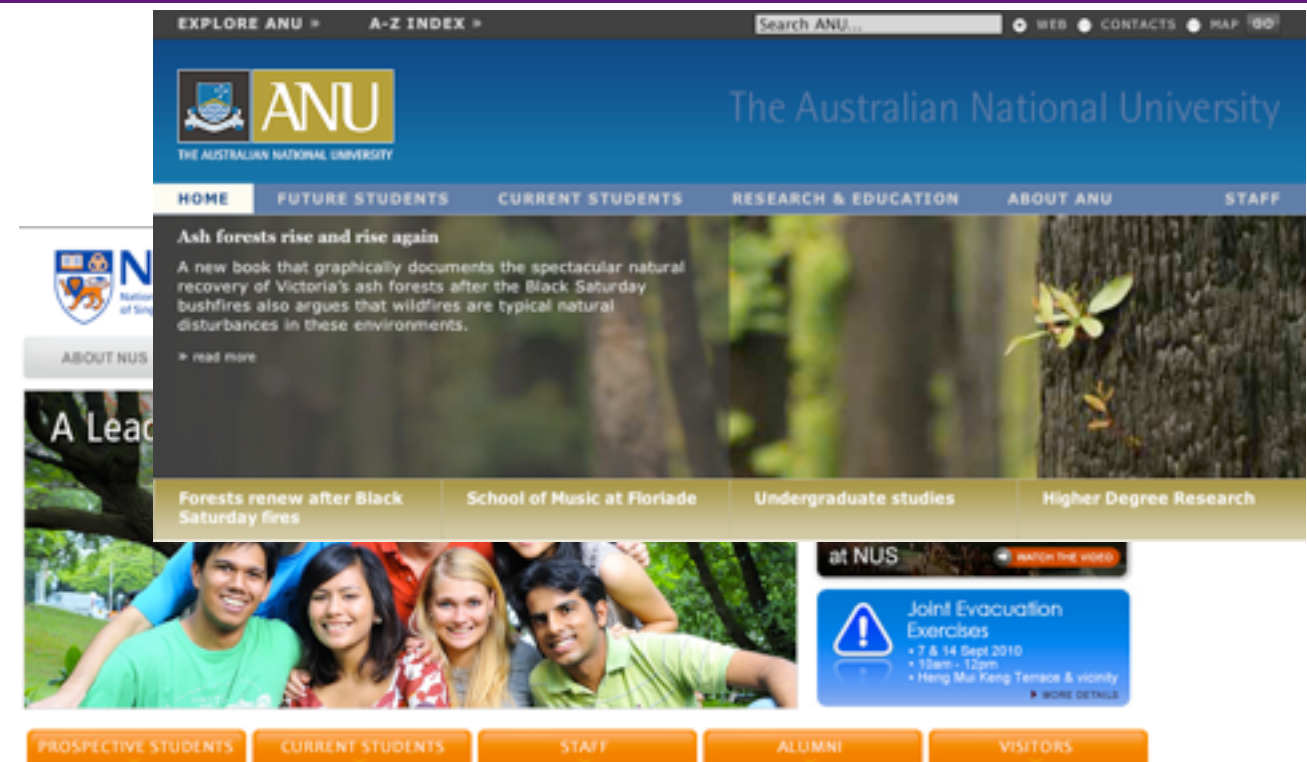 EXPLORE ANU » A-Z INDEX » Search ANU... WEB CONTACTS MAP GO
ANU
THE AUSTRALIAN NATIONAL UNIVERSITY
The Australian National University
HOME FUTURE STUDENTS CURRENT STUDENTS RESEARCH & EDUCATION ABOUT ANU STAFF
Ash forests rise and rise again
A new book that graphically documents the spectacular natural
recovery of Victoria's ash forests after the Black Saturday
bushfires also argues that wildfires are typical natural
disturbances in these environments.
» read more
Forests renew after Black
Saturday fires
School of Music at Floriade
Undergraduate studies
Higher Degree Research
N
Nation
of Sing
ABOUT NUS
A Lead
at NUS
WATCH THE VIDEO
Joint Evacuation
Exercises
• 7 & 14 Sept 2010
• 10am - 12pm
• Heng Mui Keng Terrace & vicinity
MORE DETAILS
PROSPECTIVE STUDENTS CURRENT STUDENTS STAFF ALUMNI VISITORS